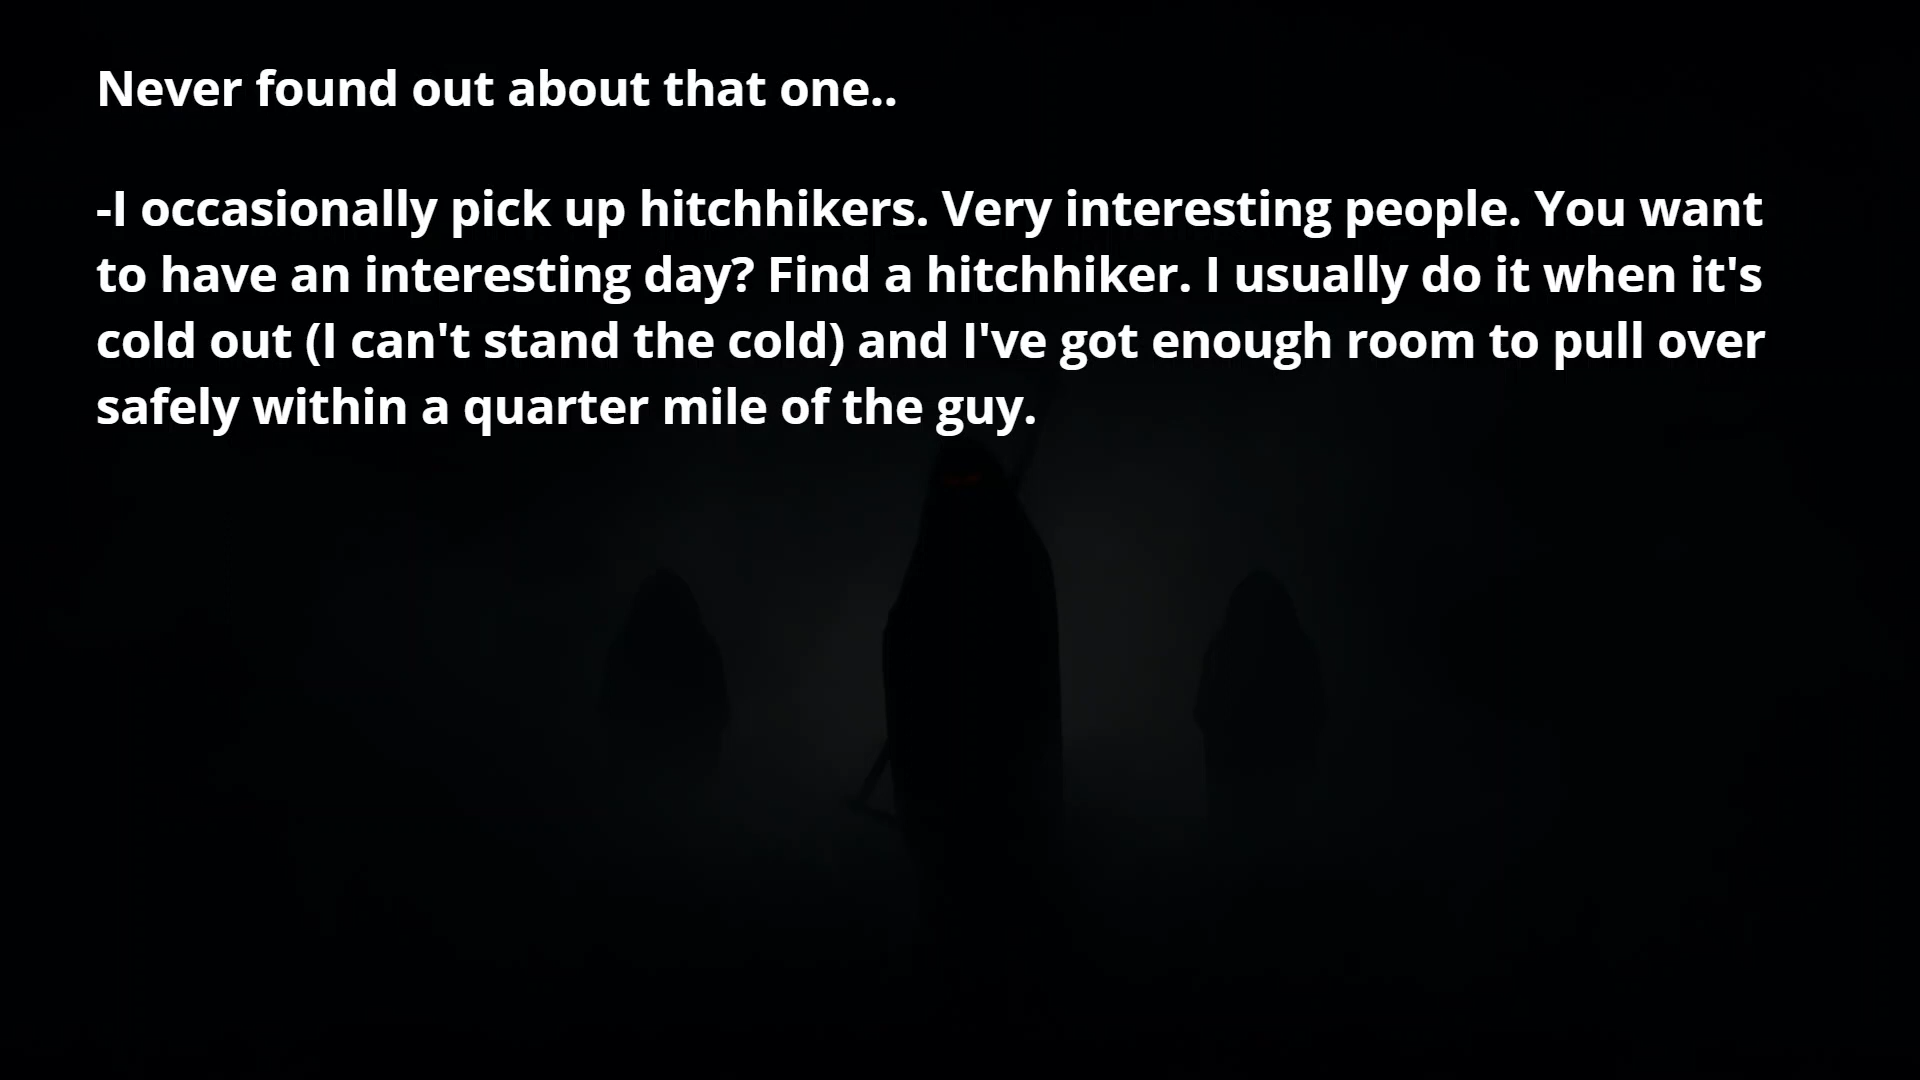 Never found out about that one..
-I occasionally pick up hitchhikers. Very interesting people. You want
to have an interesting day? Find a hitchhiker. I usually do it when it's
cold out (I can't stand the cold) and I've got enough room to pull over
safely within a quarter mile of the guy.